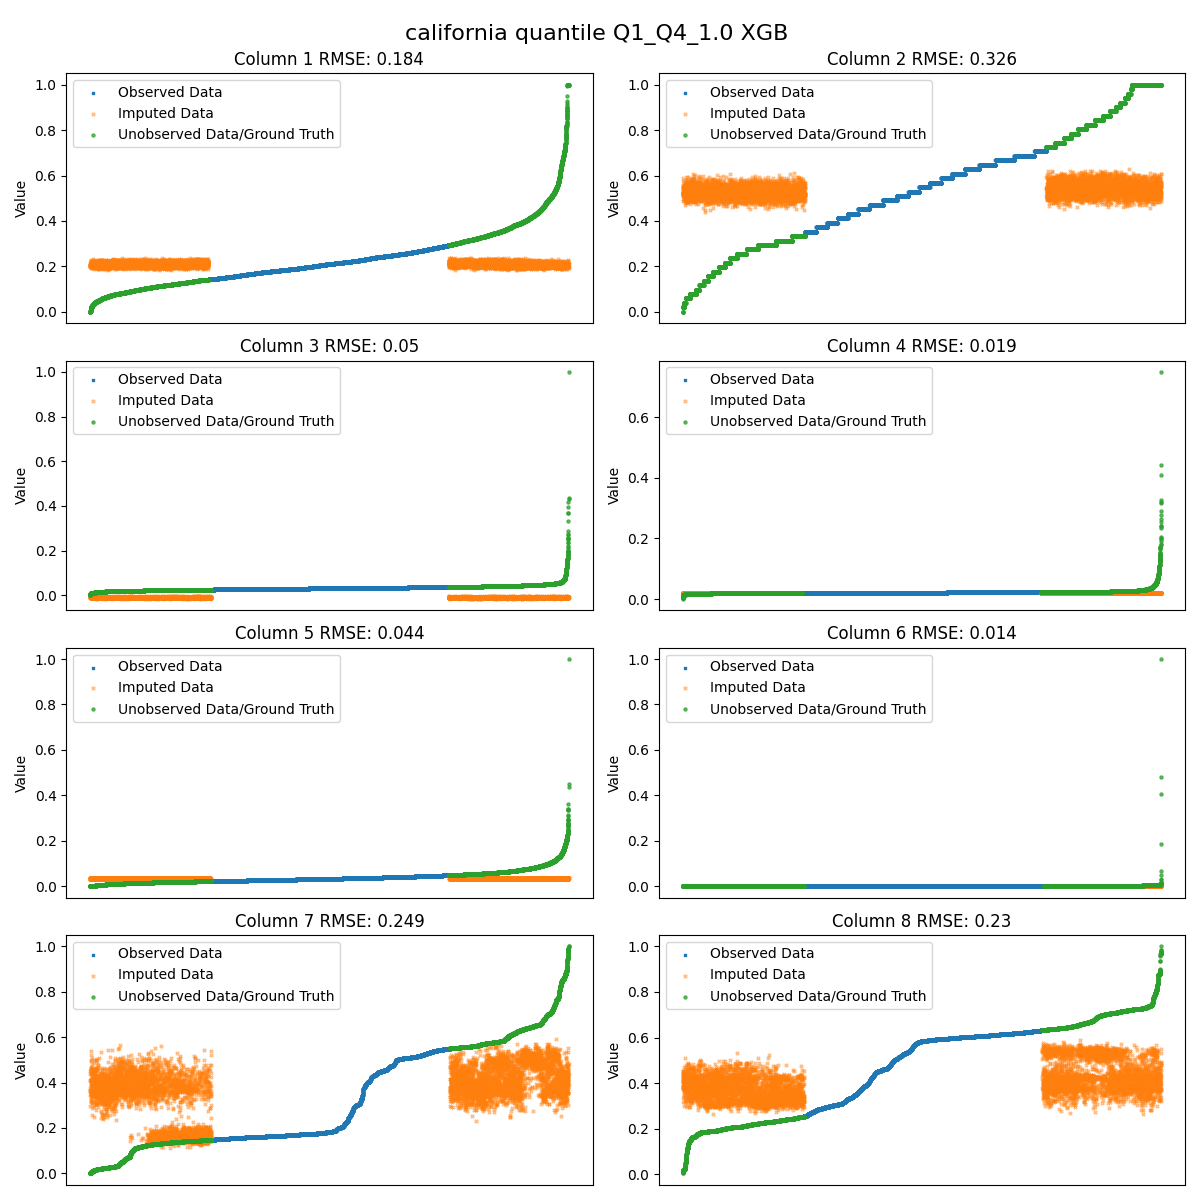 california quantile Q1_Q4_1.0 XGB
Column 1 RMSE: 0.184
1.0
0.8
0.6
0.4
0.2
0.0
Value
Observed Data
Imputed Data
Unobserved Data/Ground Truth
Column 2 RMSE: 0.326
1.0
0.8
0.6
0.4
0.2
0.0
Value
Observed Data
Imputed Data
Unobserved Data/Ground Truth
Column 3 RMSE: 0.05
1.0
0.8
0.6
0.4
0.2
0.0
Value
Observed Data
Imputed Data
Unobserved Data/Ground Truth
Column 4 RMSE: 0.019
0.6
0.4
0.2
0.0
Value
Observed Data
Imputed Data
Unobserved Data/Ground Truth
Column 5 RMSE: 0.044
1.0
0.8
0.6
0.4
0.2
0.0
Value
Observed Data
Imputed Data
Unobserved Data/Ground Truth
Column 6 RMSE: 0.014
1.0
0.8
0.6
0.4
0.2
0.0
Value
Observed Data
Imputed Data
Unobserved Data/Ground Truth
Column 7 RMSE: 0.249
1.0
0.8
0.6
0.4
0.2
0.0
Value
Observed Data
Imputed Data
Unobserved Data/Ground Truth
Column 8 RMSE: 0.23
1.0
0.8
0.6
0.4
0.2
0.0
Value
Observed Data
Imputed Data
Unobserved Data/Ground Truth